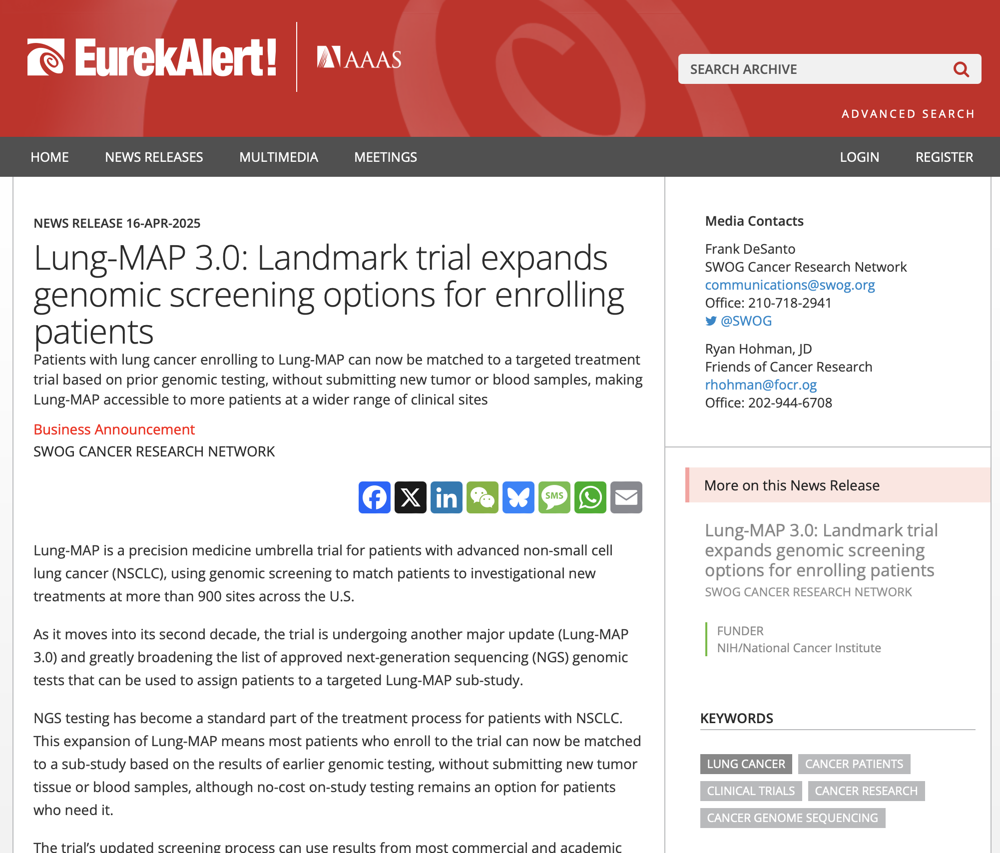 EurekAlert!
AAAS
SEARCH ARCHIVE
ADVANCED SEARCH
HOME NEWS RELEASES MULTIMEDIA MEETINGS LOGIN REGISTER
NEWS RELEASE 16-APR-2025
Lung-MAP 3.0: Landmark trial expands
genomic screening options for enrolling
patients
Patients with lung cancer enrolling to Lung-MAP can now be matched to a targeted treatment
trial based on prior genomic testing, without submitting new tumor or blood samples, making
Lung-MAP accessible to more patients at a wider range of clinical sites
Business Announcement
SWOG CANCER RESEARCH NETWORK
SMS
Lung-MAP is a precision medicine umbrella trial for patients with advanced non-small cell
lung cancer (NSCLC), using genomic screening to match patients to investigational new
treatments at more than 900 sites across the U.S.
As it moves into its second decade, the trial is undergoing another major update (Lung-MAP
3.0) and greatly broadening the list of approved next-generation sequencing (NGS) genomic
tests that can be used to assign patients to a targeted Lung-MAP sub-study.
NGS testing has become a standard part of the treatment process for patients with NSCLC.
This expansion of Lung-MAP means most patients who enroll to the trial can now be matched
to a sub-study based on the results of earlier genomic testing, without submitting new tumor
tissue or blood samples, although no-cost on-study testing remains an option for patients
who need it.
The trial's updated screening process can use results from most commercial and academic
Media Contacts
Frank DeSanto
SWOG Cancer Research Network
communications@swog.org
Office: 210-718-2941
@SWOG
Ryan Hohman, JD
Friends of Cancer Research
rhohman@focr.og
Office: 202-944-6708
More on this News Release
Lung-MAP 3.0: Landmark trial
expands genomic screening
options for enrolling patients
SWOG CANCER RESEARCH NETWORK
FUNDER
NIH/National Cancer Institute
KEYWORDS
LUNG CANCER CANCER PATIENTS
CLINICAL TRIALS CANCER RESEARCH
CANCER GENOME SEQUENCING